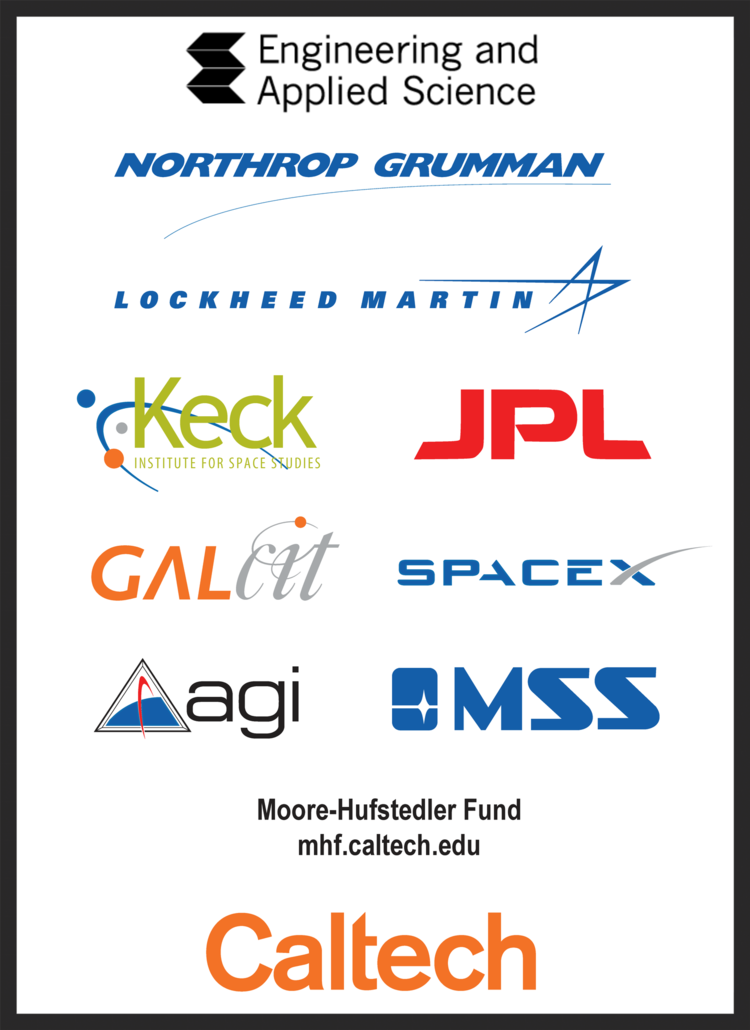 Engineering and
Applied Science
NORTHROP GRUMMAN
LOCKHEED MARTIN
Keck
INSTITUTE FOR SPACE STUDIES
JPL
GALcit
SPACEX
agi
MSS
Moore-Hufstedler Fund
mhf.caltech.edu
Caltech